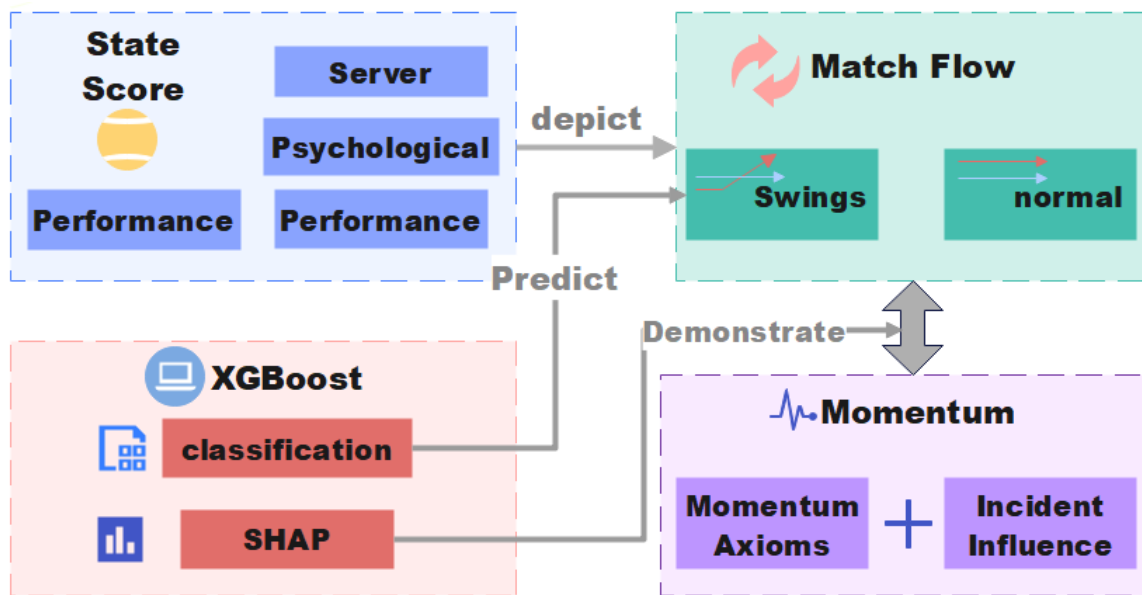 State
Score
Server
Psychological
Performance
Performance
depict
Match Flow
Swings
normal
Predict
Demonstrate
XGBoost
classification
SHAP
Momentum
Momentum
Axioms
Incident
Influence